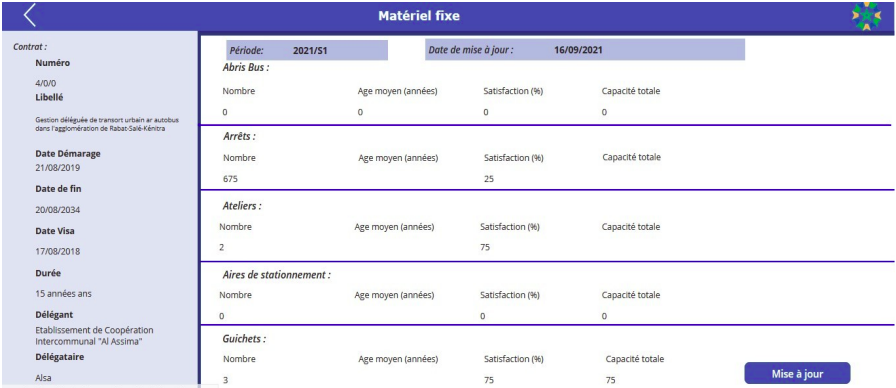 Matériel fixe
Contrat :
Numéro
4/0/0
Libellé
Gestion déléguée de transort urbain ar autobus
dans l'agglomération de Rabat-Salé-Kénitra
Date Démarage
21/08/2019
Date de fin
20/08/2034
Date Visa
17/08/2018
Durée
15 années ans
Délégant
Etablissement de Coopération
Intercommunal "Al Assima"
Délégataire
Alsa
Période: 2021/S1 Date de mise à jour : 16/09/2021
Abris Bus :
Nombre Age moyen (années) Satisfaction (%) Capacité totale
0 0 0 0
Arrêts :
Nombre Age moyen (années) Satisfaction (%) Capacité totale
675 25
Ateliers :
Nombre Age moyen (années) Satisfaction (%) Capacité totale
2 75
Aires de stationnement :
Nombre Age moyen (années) Satisfaction (%) Capacité totale
0 0 0
Guichets :
Nombre Age moyen (années) Satisfaction (%) Capacité totale
3 75 75
Mise à jour